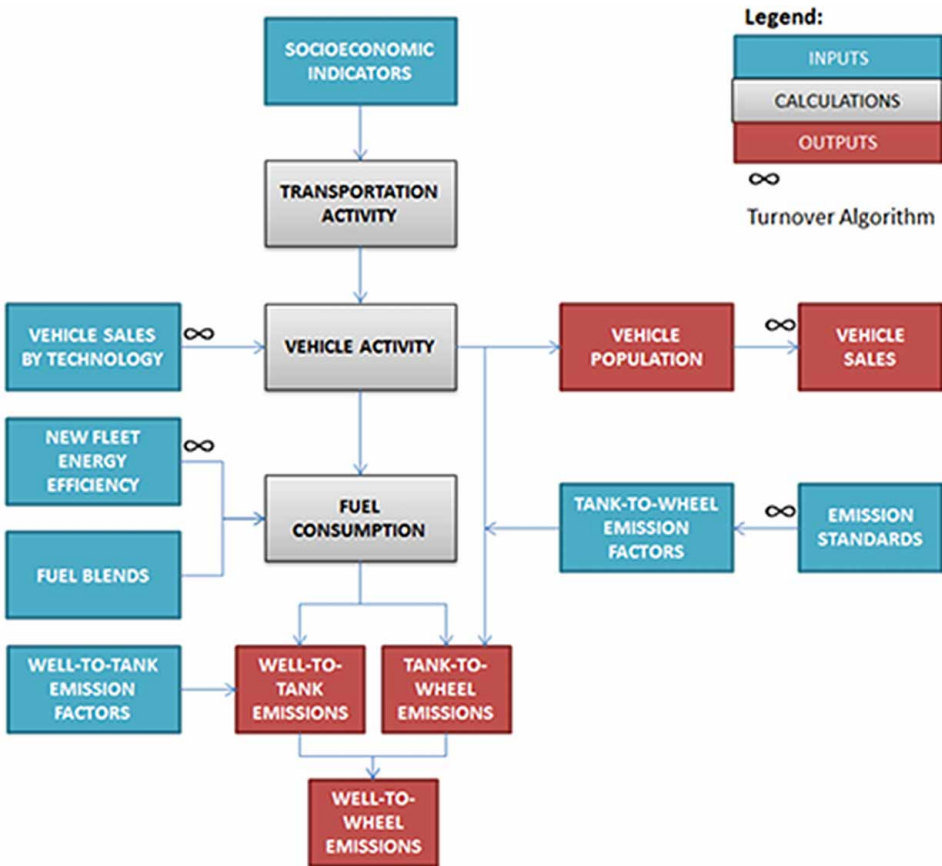 Legend:
INPUTS
CALCULATIONS
OUTPUTS
∞
Turnover Algorithm
SOCIOECONOMIC
INDICATORS
TRANSPORTATION
ACTIVITY
VEHICLE SALES
BY TECHNOLOGY
∞
VEHICLE ACTIVITY
VEHICLE
POPULATION
∞
VEHICLE
SALES
NEW FLEET
ENERGY
EFFICIENCY
∞
FUEL
CONSUMPTION
TANK-TO-WHEEL
EMISSION
FACTORS
∞
EMISSION
STANDARDS
FUEL BLENDS
WELL-TO-TANK
EMISSION
FACTORS
WELL-TO-
TANK
EMISSIONS
TANK-TO-
WHEEL
EMISSIONS
WELL-TO-
WHEEL
EMISSIONS